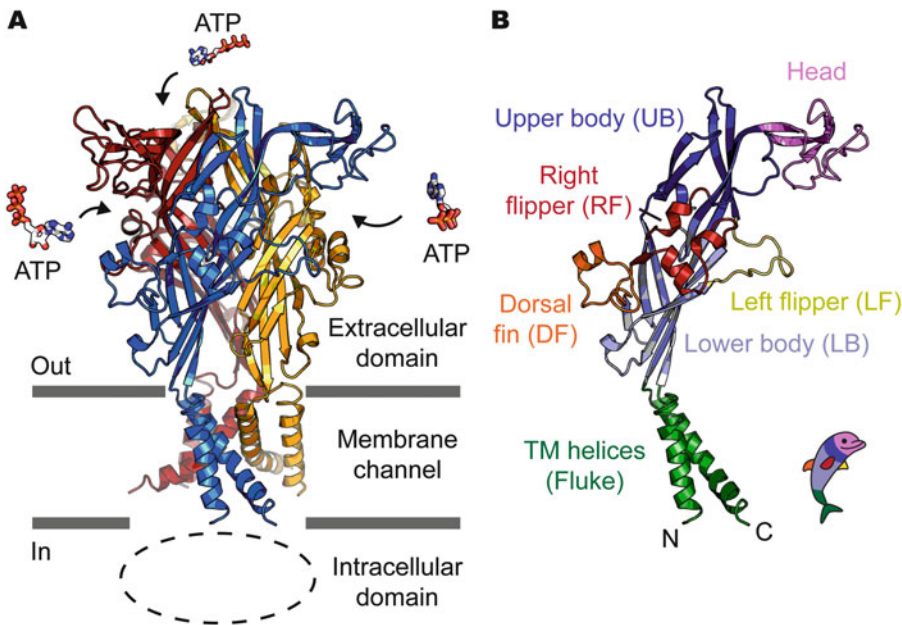 A
ATP
ATP
ATP
Extracellular
domain
Out
Membrane
channel
In
Intracellular
domain
B
Head
Upper body (UB)
Right
flipper (RF)
Dorsal
fin (DF)
Left flipper (LF)
Lower body (LB)
TM helices
(Fluke)
N
C